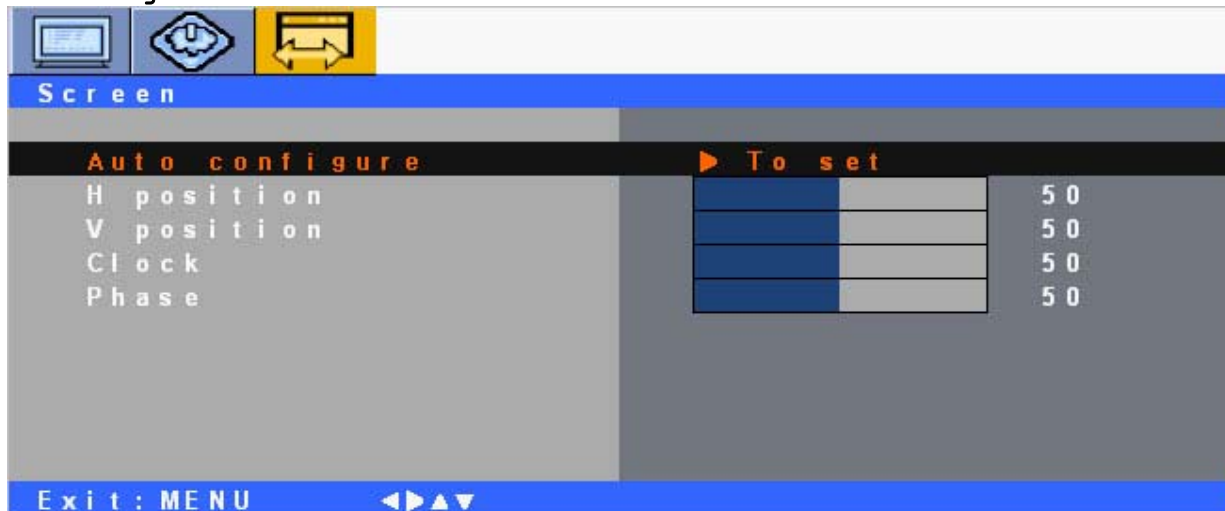 Screen
Auto configure ▶ To set
H position 50
V position 50
Clock 50
Phase 50
Exit:MENU ◀▶▲▼